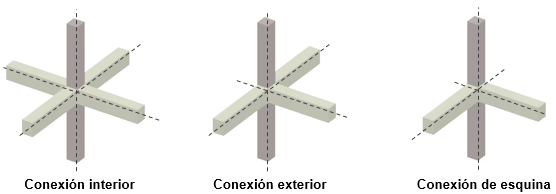 Conexión interior
Conexión exterior
Conexión de esquina